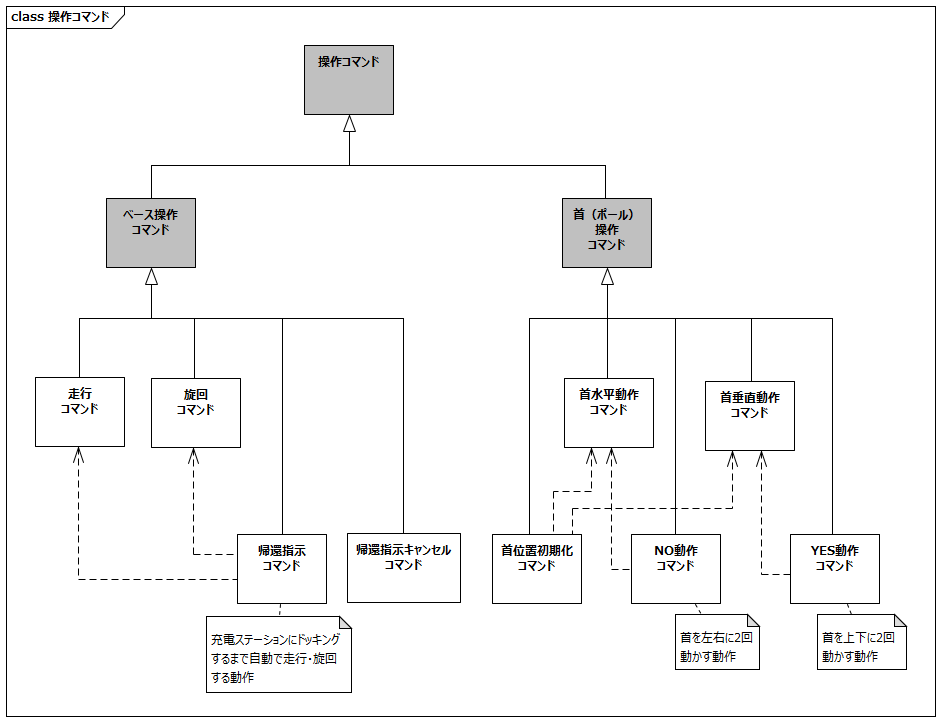 class 操作コマンド
操作コマンド
ベース操作
コマンド
首（ポール）
操作
コマンド
走行
コマンド
旋回
コマンド
首水平動作
コマンド
首垂直動作
コマンド
帰還指示
コマンド
帰還指示キャンセル
コマンド
首位置初期化
コマンド
NO動作
コマンド
YES動作
コマンド
充電ステーションにドッキング
するまで自動で走行・旋回
する動作
首を左右に2回
動かす動作
首を上下に2回
動かす動作